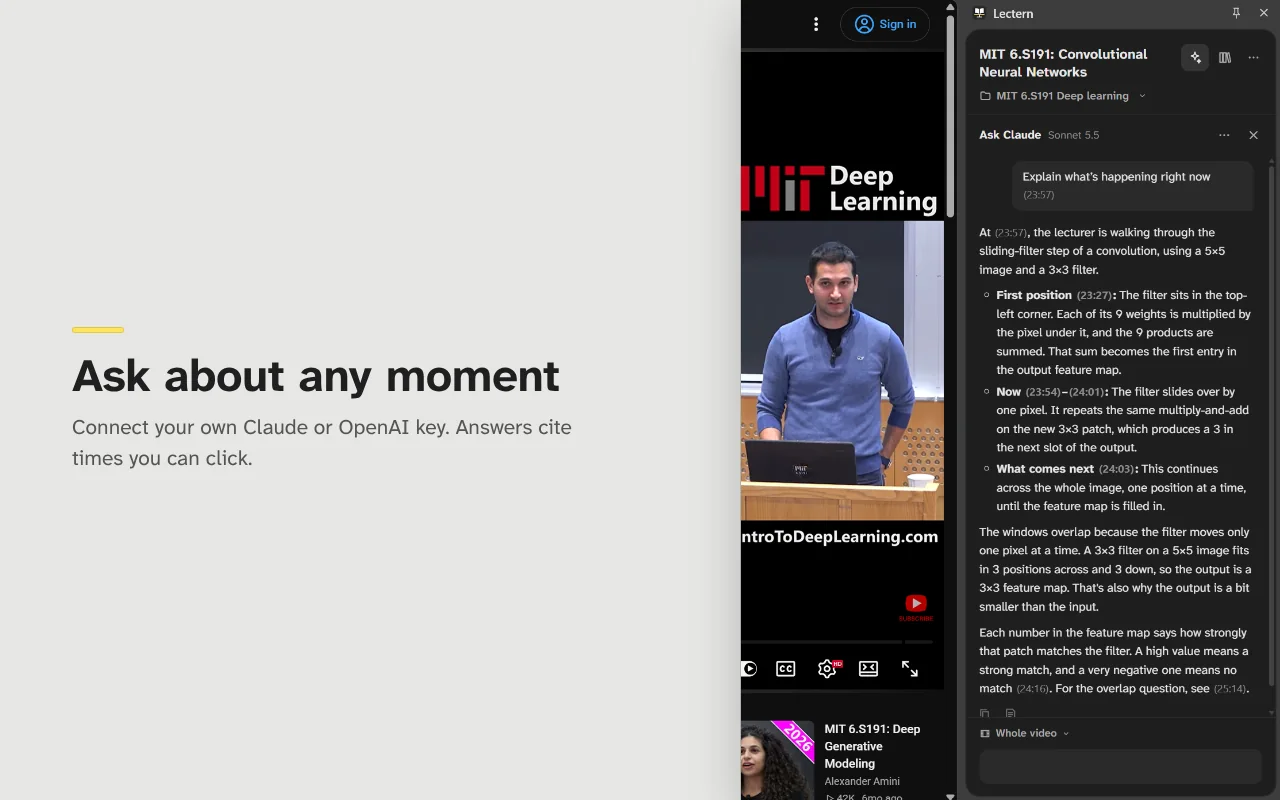 Ask about any moment
Connect your own Claude or OpenAI key. Answers cite
times you can click.
Sign in
MIT Deep
Learning
MIT
ntroToDeepLearning.com
SUBSCRIBE
CC
HD
2026
MIT 6.S191: Deep
Generative
Modeling
Alexander Amini
42K 6mo ago
Lectern
MIT 6.S191: Convolutional
Neural Networks
MIT 6.S191 Deep learning
Ask Claude Sonnet 5.5
Explain what's happening right now
(23:57)
At (23:57), the lecturer is walking through the
sliding-filter step of a convolution, using a 5×5
image and a 3×3 filter.
First position (23:27): The filter sits in the top-
left corner. Each of its 9 weights is multiplied by
the pixel under it, and the 9 products are
summed. That sum becomes the first entry in
the output feature map.
Now (23:54)–(24:01): The filter slides over by
one pixel. It repeats the same multiply-and-add
on the new 3×3 patch, which produces a 3 in
the next slot of the output.
What comes next (24:03): This continues
across the whole image, one position at a time,
until the feature map is filled in.
The windows overlap because the filter moves only
one pixel at a time. A 3×3 filter on a 5×5 image fits
in 3 positions across and 3 down, so the output is a
3×3 feature map. That's also why the output is a bit
smaller than the input.
Each number in the feature map says how strongly
that patch matches the filter. A high value means a
strong match, and a very negative one means no
match (24:16). For the overlap question, see (25:14).
Whole video